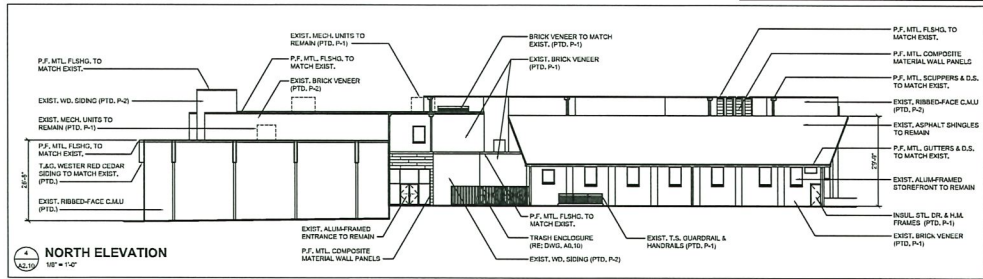 EXIST. MECH. UNITS TO
REMAIN (PTD. P-1)
P.F. MTL. FLSHG. TO
MATCH EXIST.
EXIST. BRICK VENEER
(PTD. P-2)
P.F. MTL. FLSHG. TO
MATCH EXIST.
EXIST. WD. SIDING (PTD. P-2)
EXIST. MECH. UNITS TO
REMAIN (PTD. P-1)
P.F. MTL. FLSHG. TO
MATCH EXIST.
T.&G. WESTER RED CEDAR
SIDING TO MATCH EXIST.
(PTD.)
EXIST. RIBBED-FACE C.M.U
(PTD.)
BRICK VENEER TO MATCH
EXIST. (PTD. P-1)
EXIST. BRICK VENEER
(PTD. P-2)
P.F. MTL. FLSHG. TO
MATCH EXIST.
P.F. MTL. COMPOSITE
MATERIAL WALL PANELS
P.F. MTL. SCUPPERS & D.S.
TO MATCH EXIST.
EXIST. RIBBED-FACE C.M.U
(PTD. P-2)
EXIST. ASPHALT SHINGLES
TO REMAIN
P.F. MTL. GUTTERS & D.S.
TO MATCH EXIST.
EXIST. ALUM-FRAMED
STOREFRONT TO REMAIN
INSUL. STL. DR. & H.M.
FRAMES (PTD. P-1)
EXIST. BRICK VENEER
(PTD. P-1)
EXIST. ALUM-FRAMED
ENTRANCE TO REMAIN
P.F. MTL. COMPOSITE
MATERIAL WALL PANELS
P.F. MTL. FLSHG. TO
MATCH EXIST.
TRASH ENCLOSURE
(RE: DWG. A0.10)
EXIST. WD. SIDING (PTD. P-2)
EXIST. T.S. GUARDRAIL &
HANDRAILS (PTD. P-1)
4
A2.10
NORTH ELEVATION
1/8" = 1'-0"